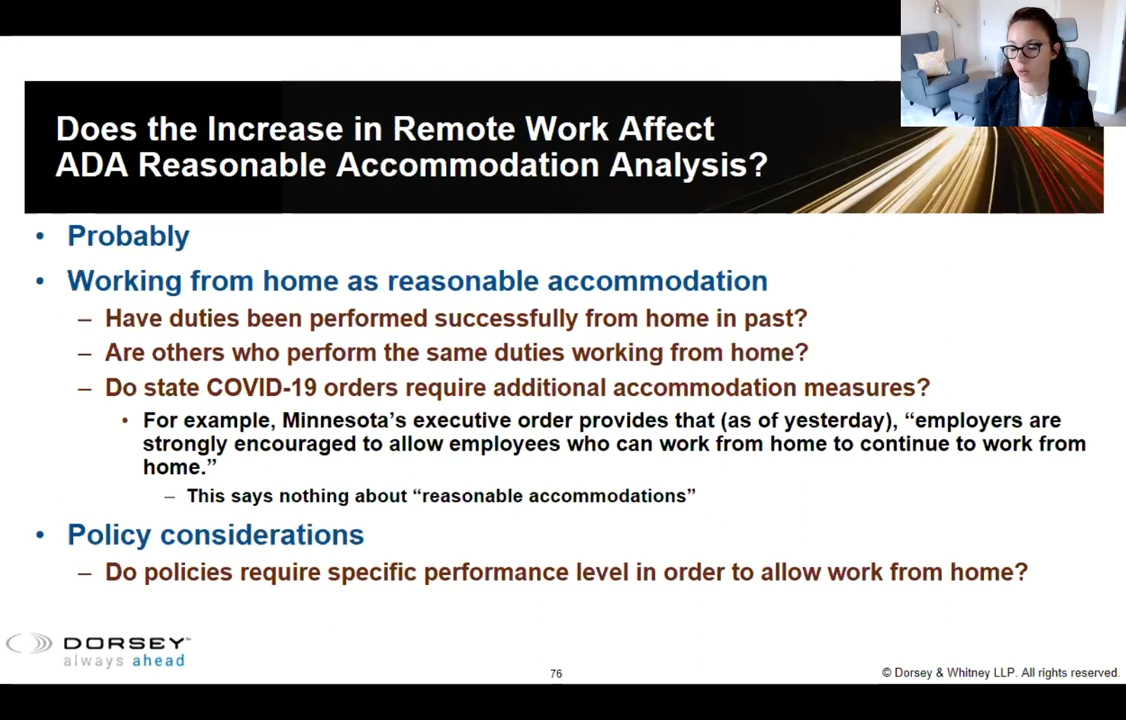 Does the Increase in Remote Work Affect
ADA Reasonable Accommodation Analysis?
• Probably
• Working from home as reasonable accommodation
– Have duties been performed successfully from home in past?
– Are others who perform the same duties working from home?
– Do state COVID-19 orders require additional accommodation measures?
• For example, Minnesota’s executive order provides that (as of yesterday), “employers are
strongly encouraged to allow employees who can work from home to continue to work from
home.”
– This says nothing about “reasonable accommodations”
• Policy considerations
– Do policies require specific performance level in order to allow work from home?
DORSEY™
always ahead
76
© Dorsey & Whitney LLP. All rights reserved.